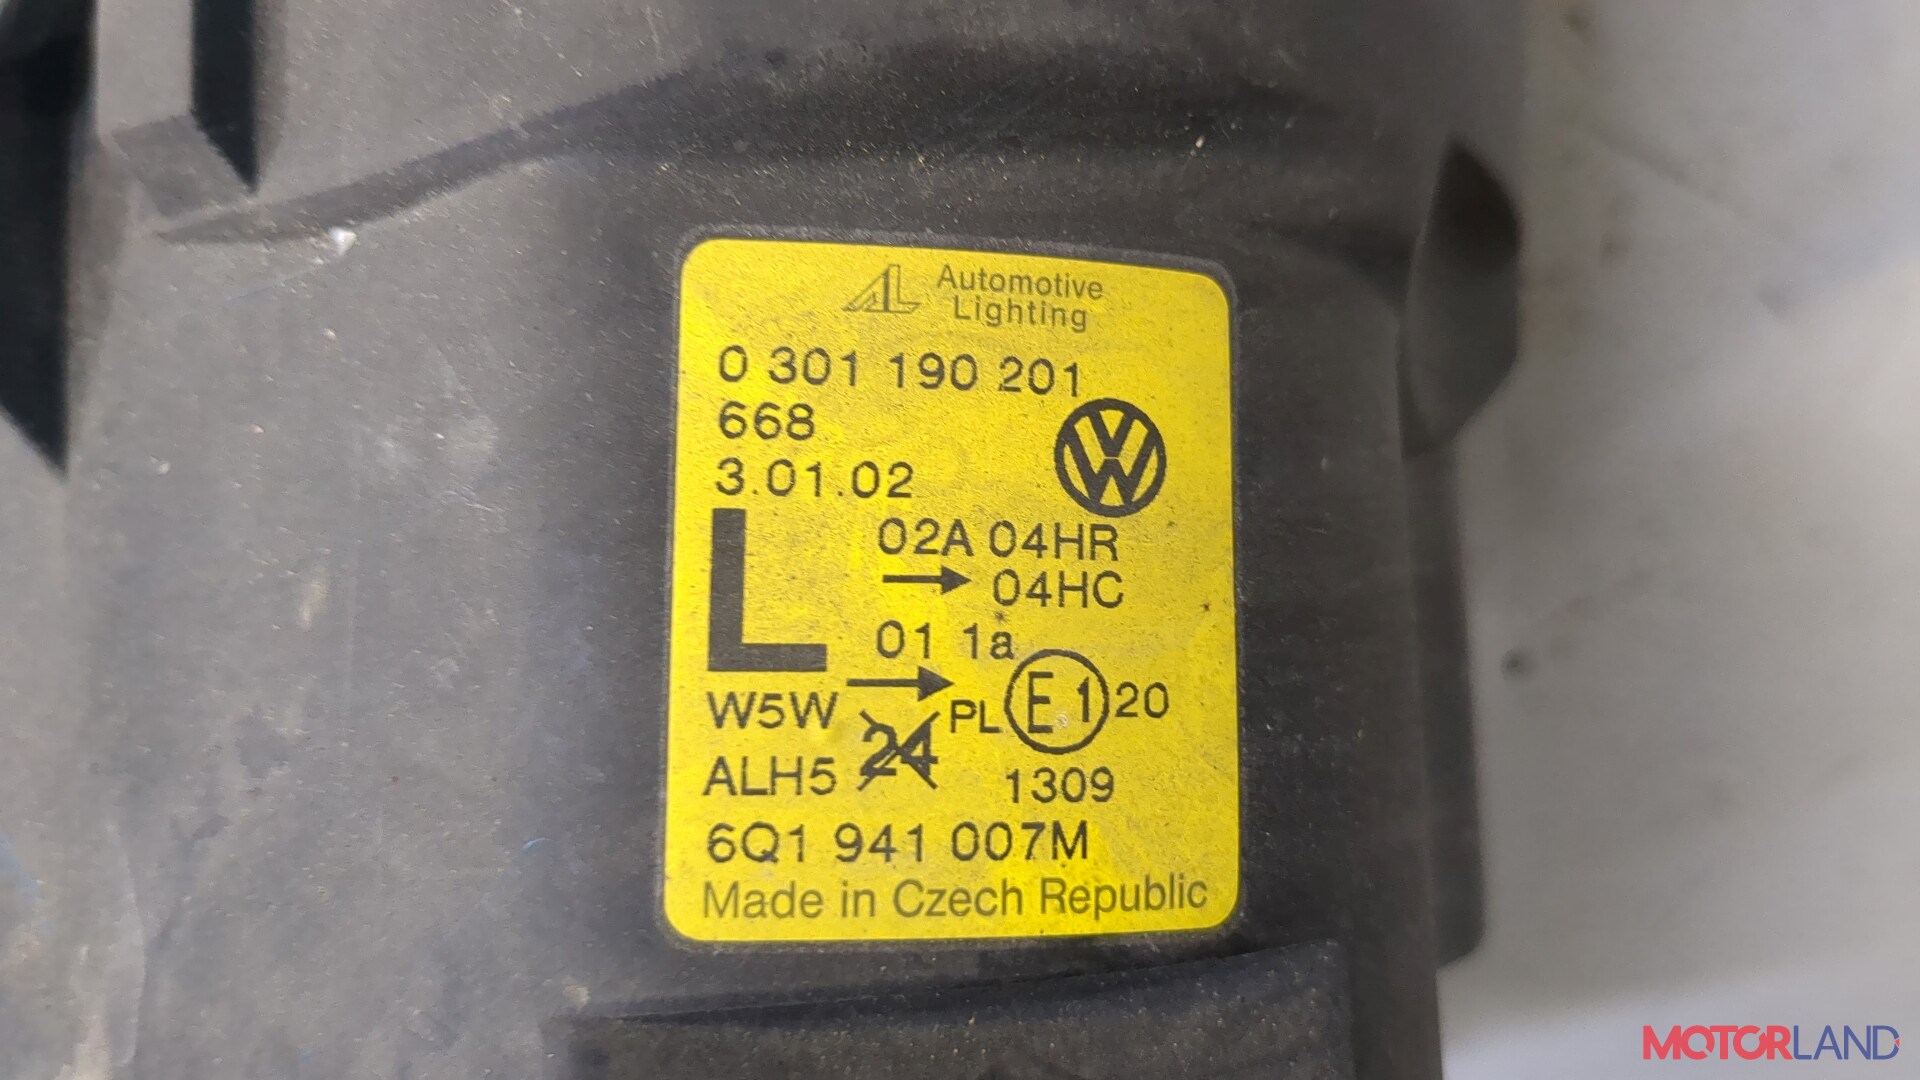 AL Automotive
Lighting
0 301 190 201
668
3.01.02
L
02A 04HR
→ 04HC
01 1a
→
W5W 24 PL E1 20
ALH5 1309
6Q1 941 007M
Made in Czech Republic
MOTORLAND